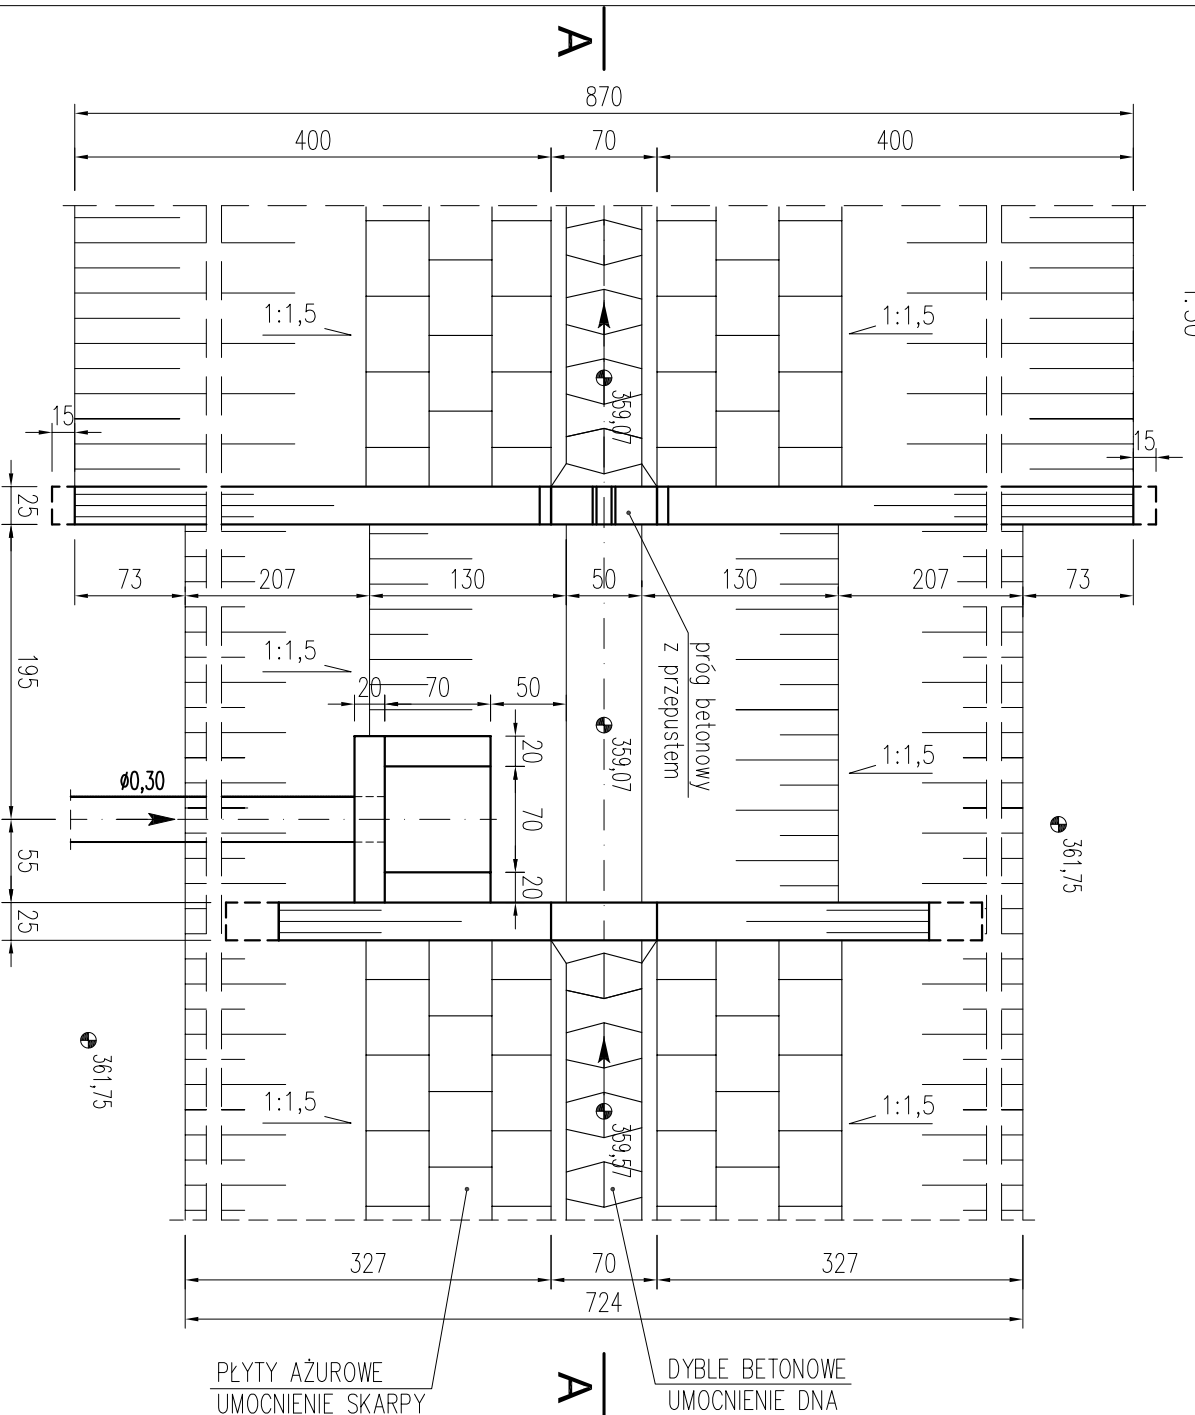 A
870
400 70 400
1:50
1:1,5 1:1,5
359,07
15 15
25
73 207 130 50 130 207 73
195
1:1,5
próg betonowy
z przepustem
20 70 50
20
359,07
1:1,5
ø0,30
70
361,75
55
20
25
361,75
1:1,5 1:1,5
359,57
327 70 327
724
PŁYTY AŻUROWE
UMOCNIENIE SKARPY
DYBLE BETONOWE
UMOCNIENIE DNA
A